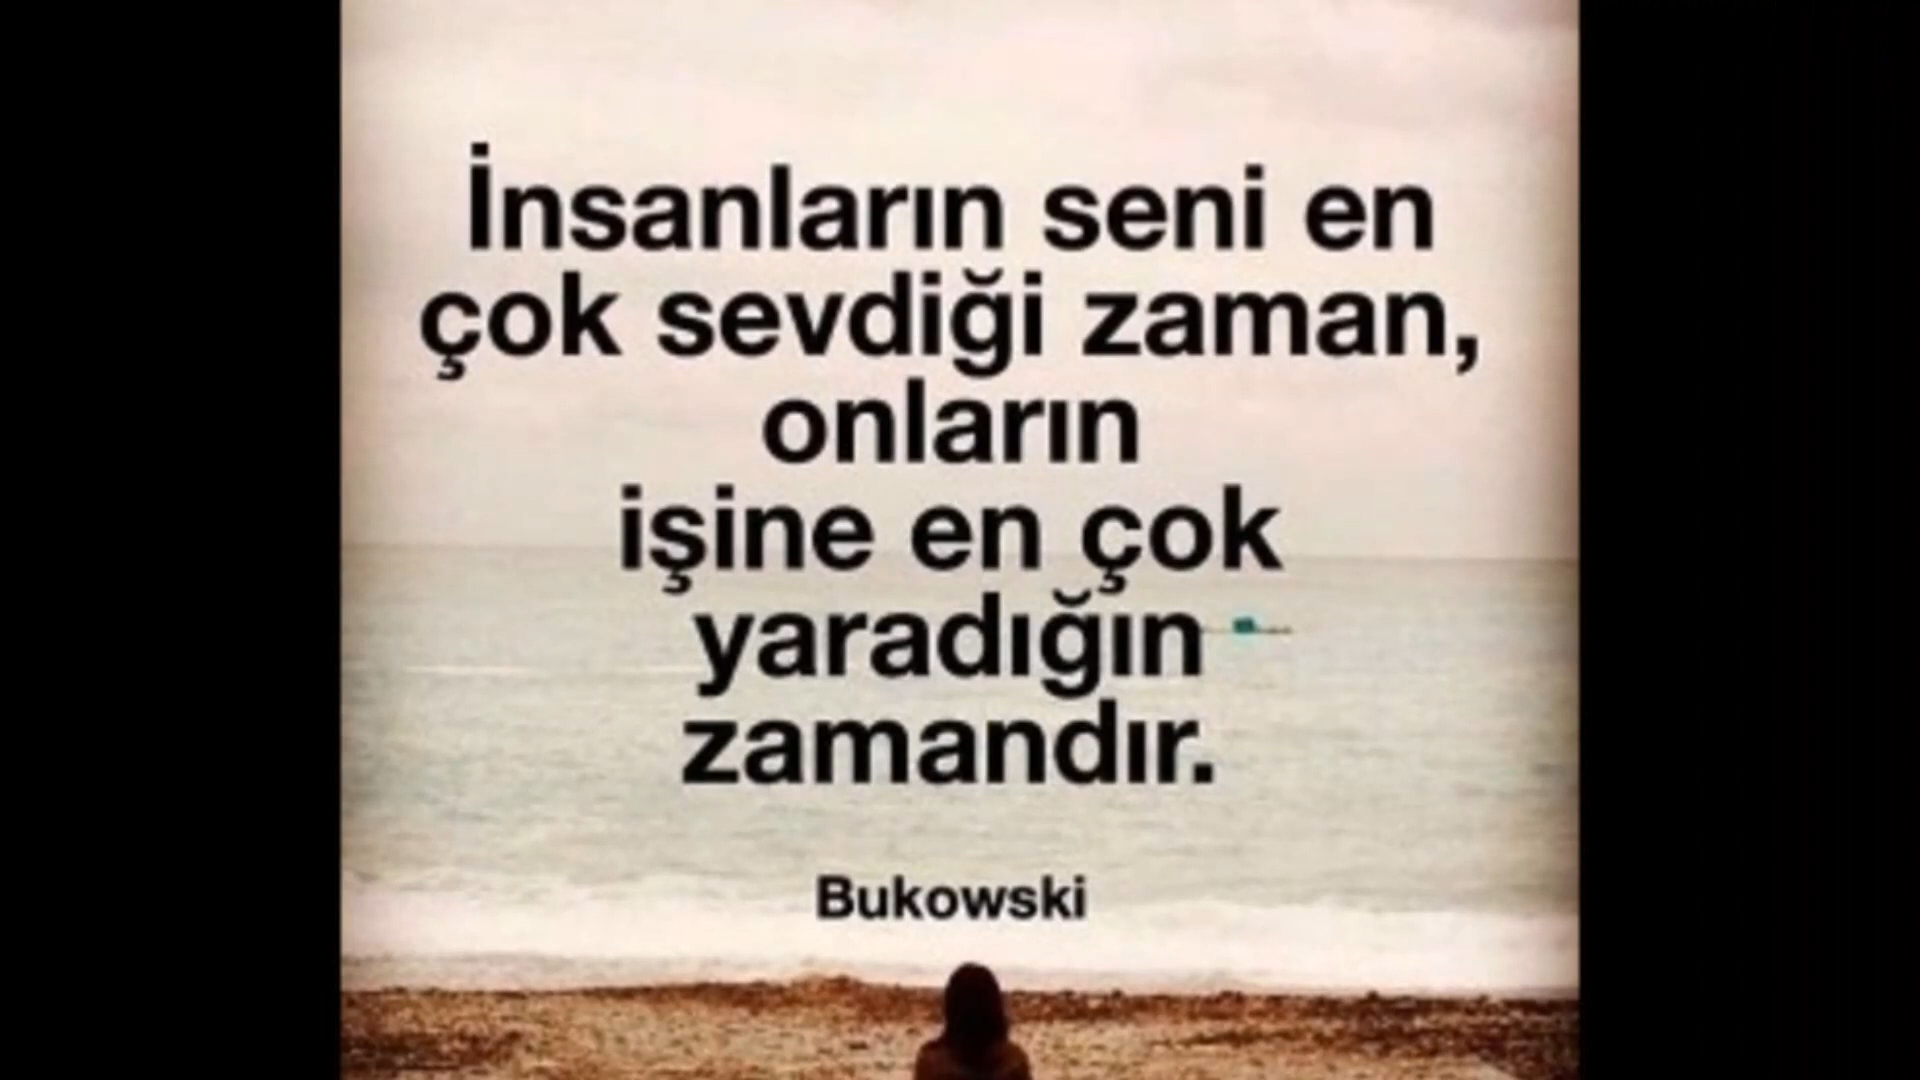 İnsanların seni en
çok sevdiği zaman,
onların
işine en çok
yaradığın
zamandır.
Bukowski